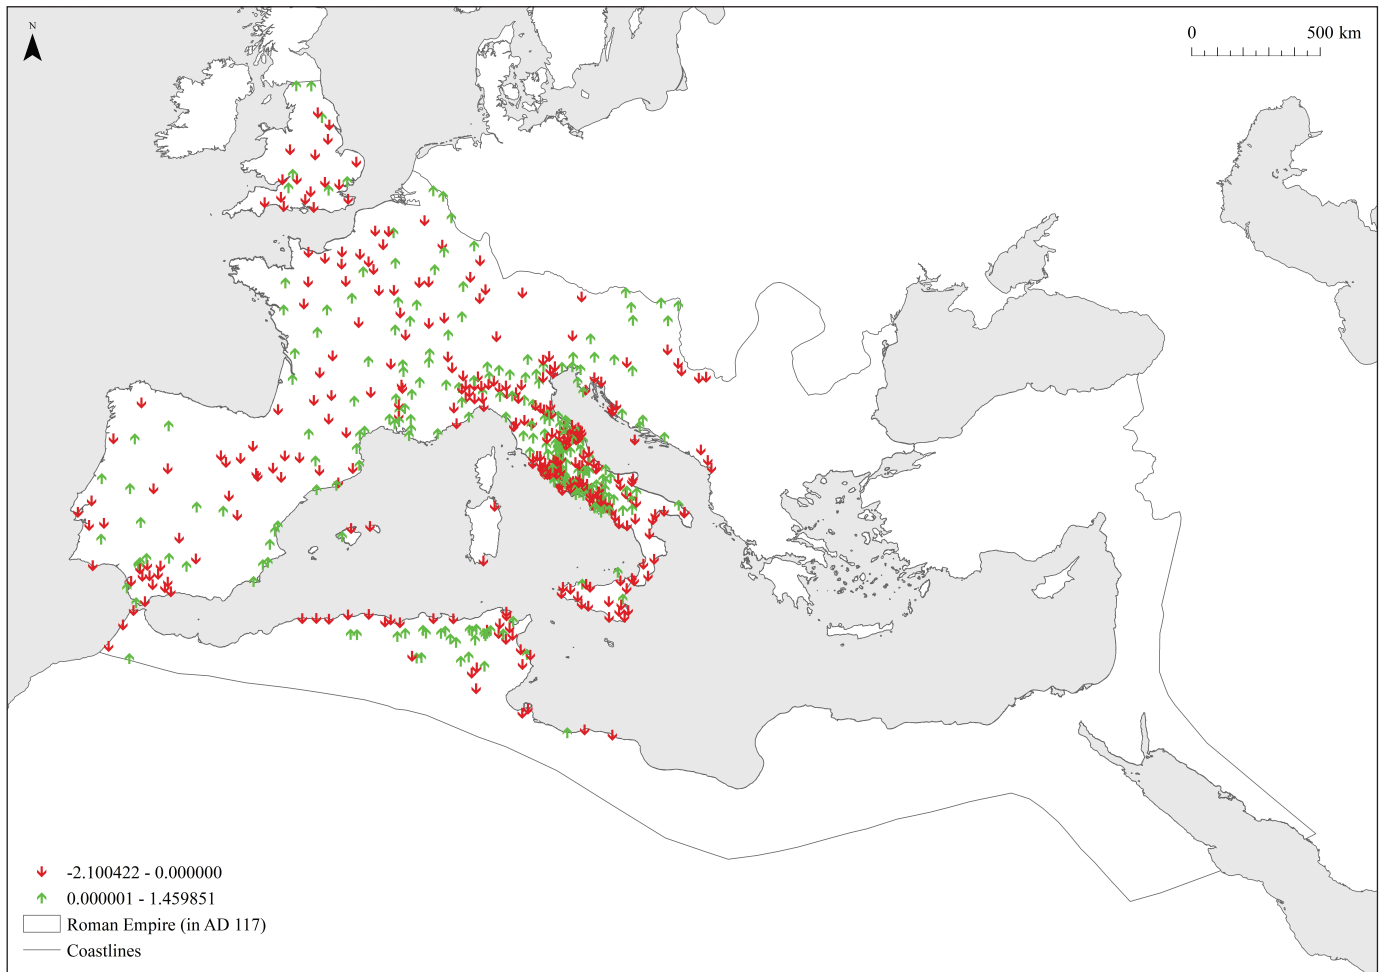 N
0 500 km
-2.100422 - 0.000000
0.000001 - 1.459851
Roman Empire (in AD 117)
Coastlines